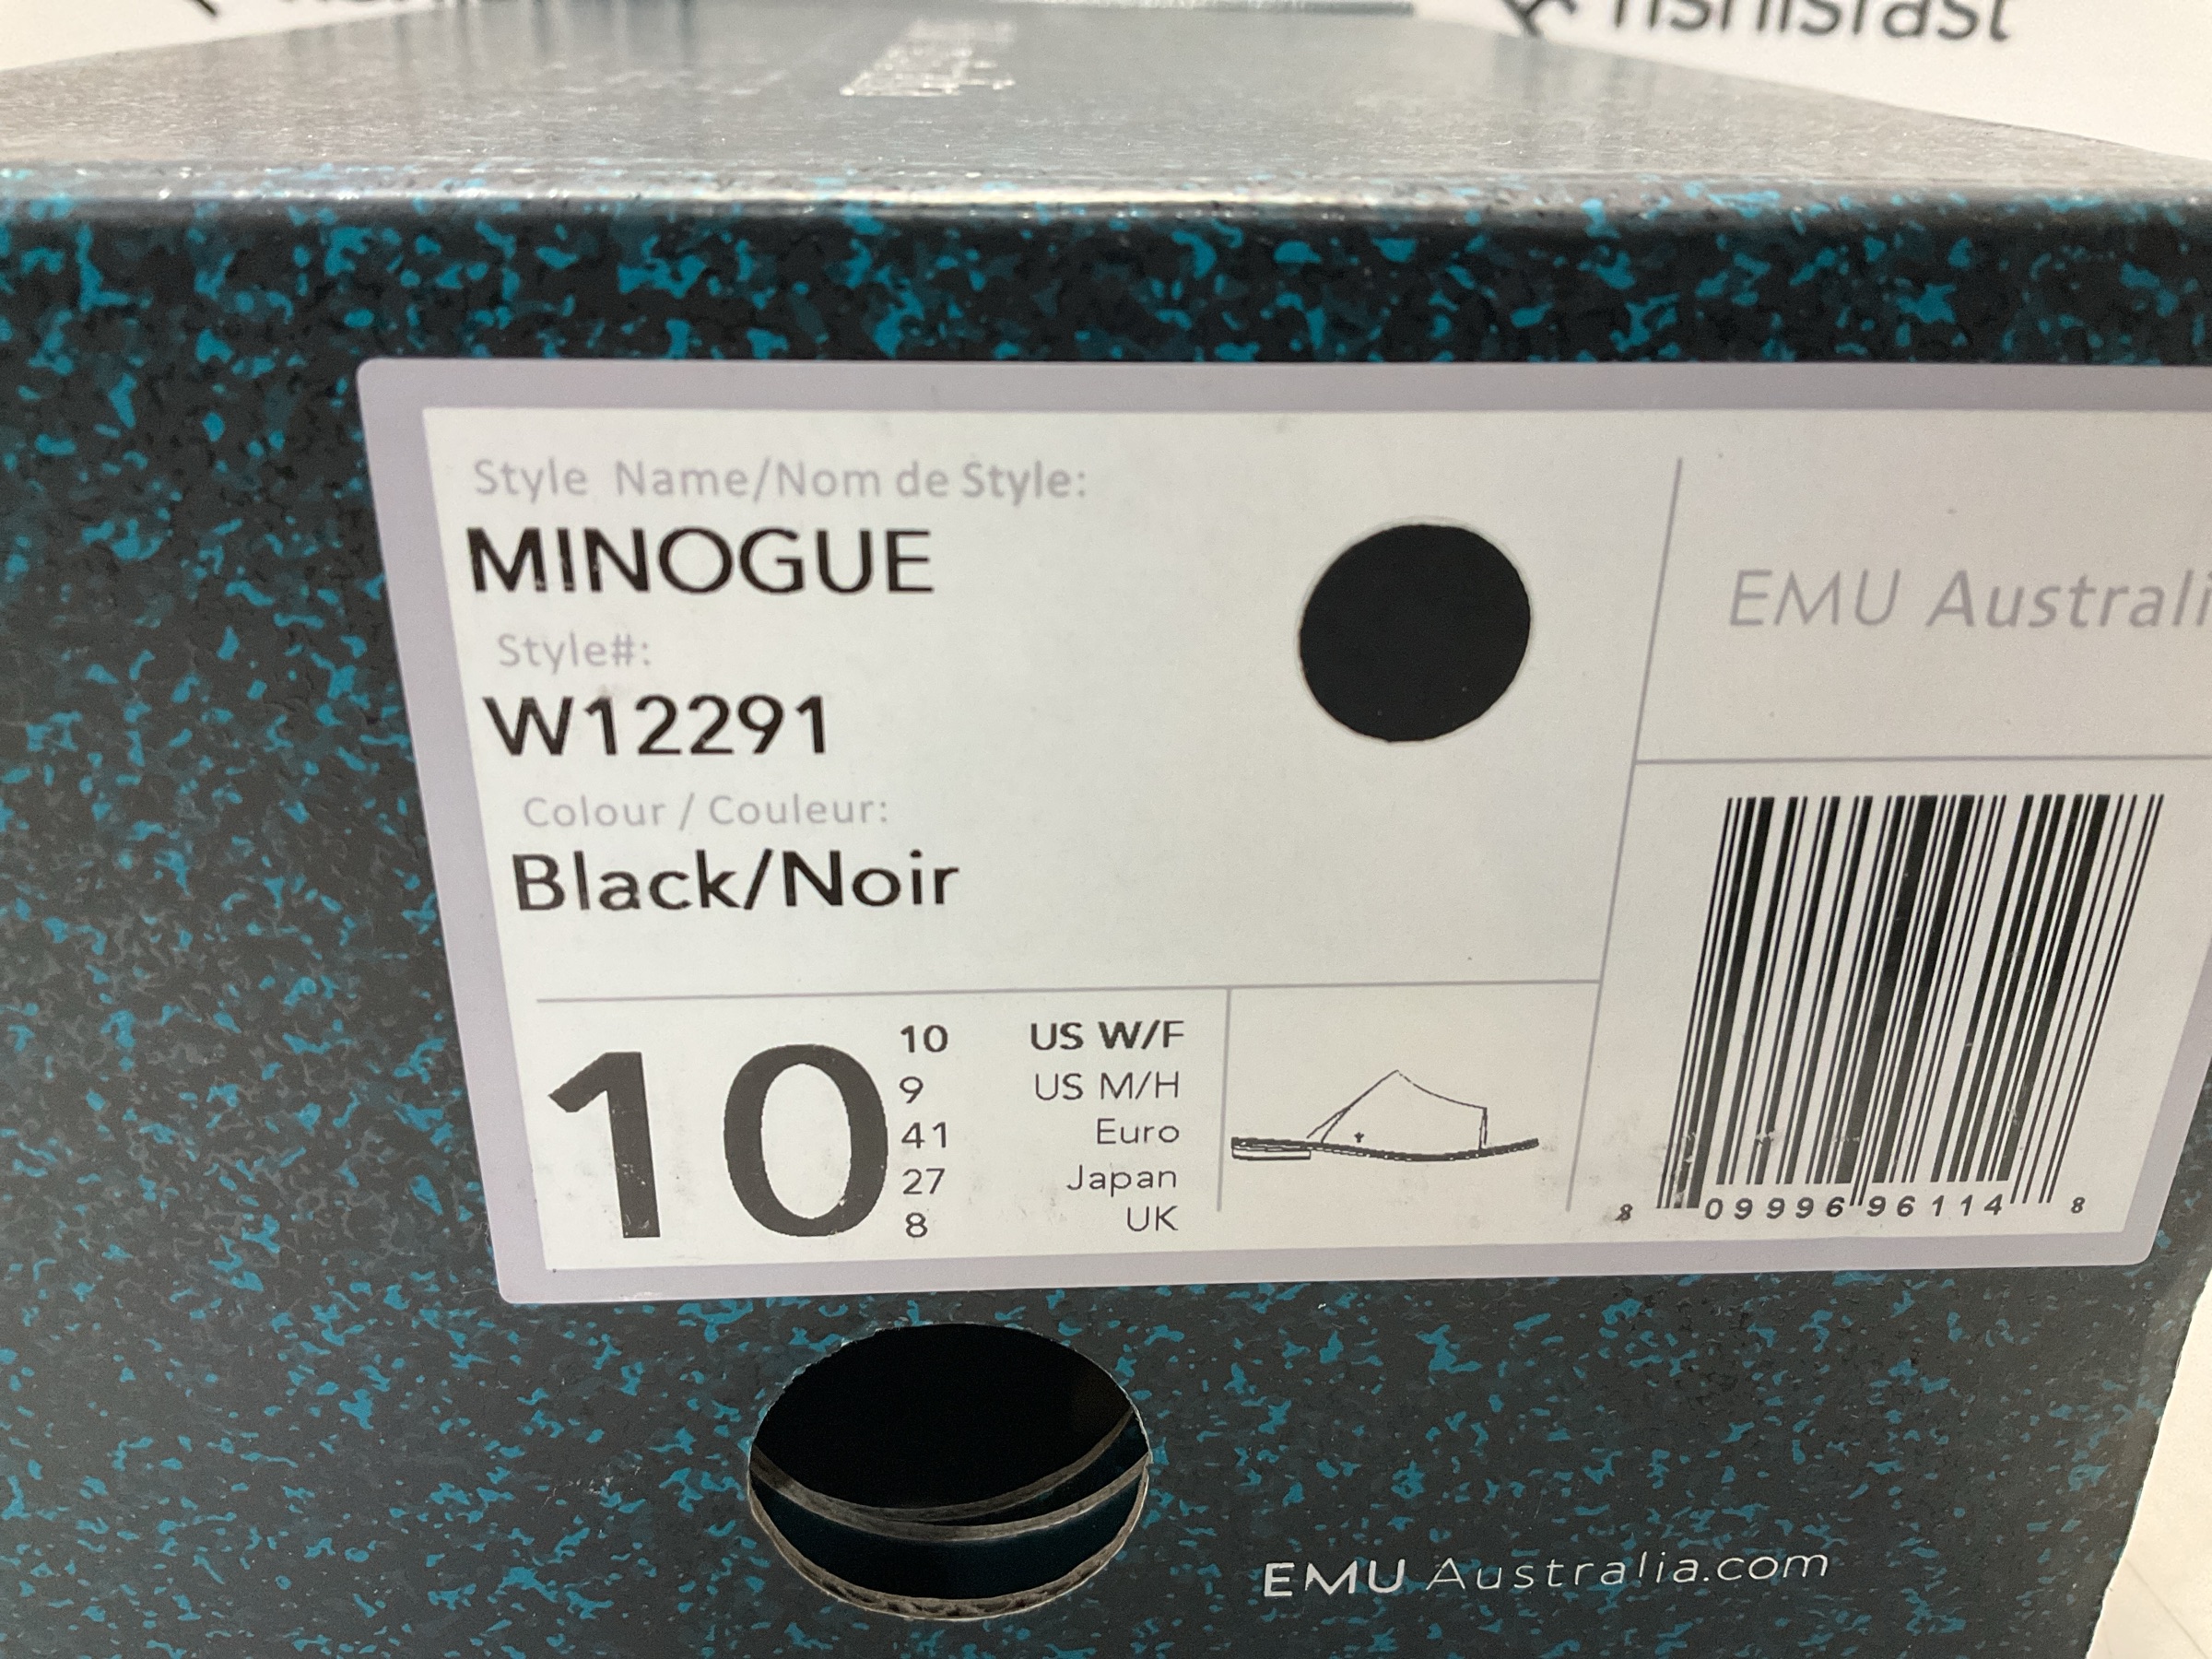 Style Name/Nom de Style:
MINOGUE
Style#:
W12291
Colour / Couleur:
Black/Noir
10
10 US W/F
9 US M/H
41 Euro
27 Japan
8 UK
EMU
8 09996 96114 8
EMU Australia.com